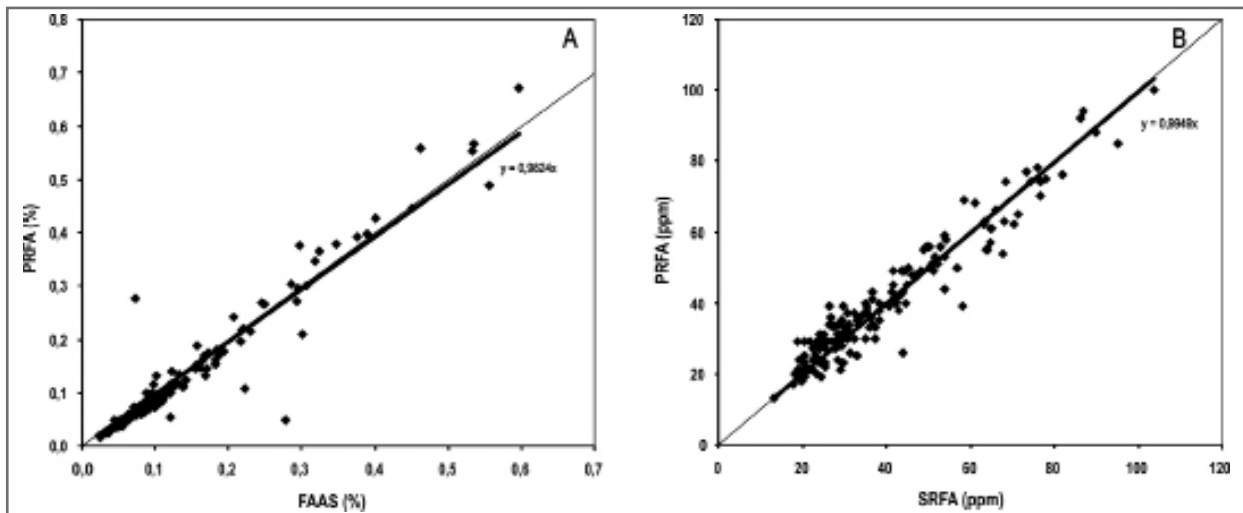 A
0,8
0,7
0,6
0,5
0,4
0,3
0,2
0,1
0,0
PRFA (%)
y = 0,9824x
0,0 0,1 0,2 0,3 0,4 0,5 0,6 0,7
FAAS (%)
B
120
100
80
60
40
20
0
PRFA (ppm)
y = 0,9949x
0 20 40 60 80 100 120
SRFA (ppm)